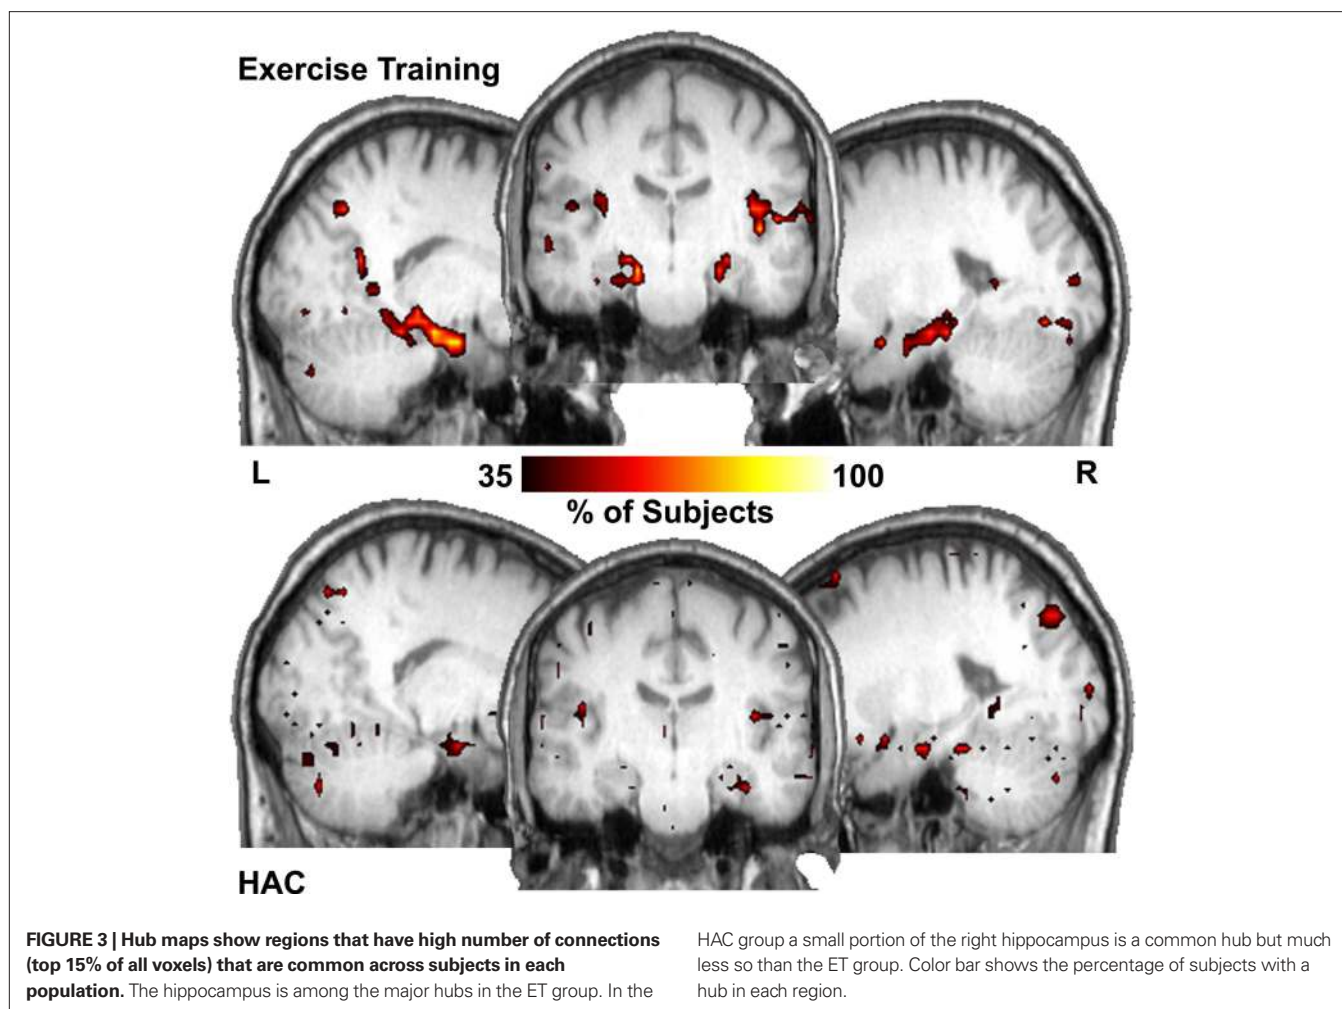 Exercise Training
L
35
100
R
% of Subjects
HAC
FIGURE 3 | Hub maps show regions that have high number of connections
(top 15% of all voxels) that are common across subjects in each
population. The hippocampus is among the major hubs in the ET group. In the
HAC group a small portion of the right hippocampus is a common hub but much
less so than the ET group. Color bar shows the percentage of subjects with a
hub in each region.